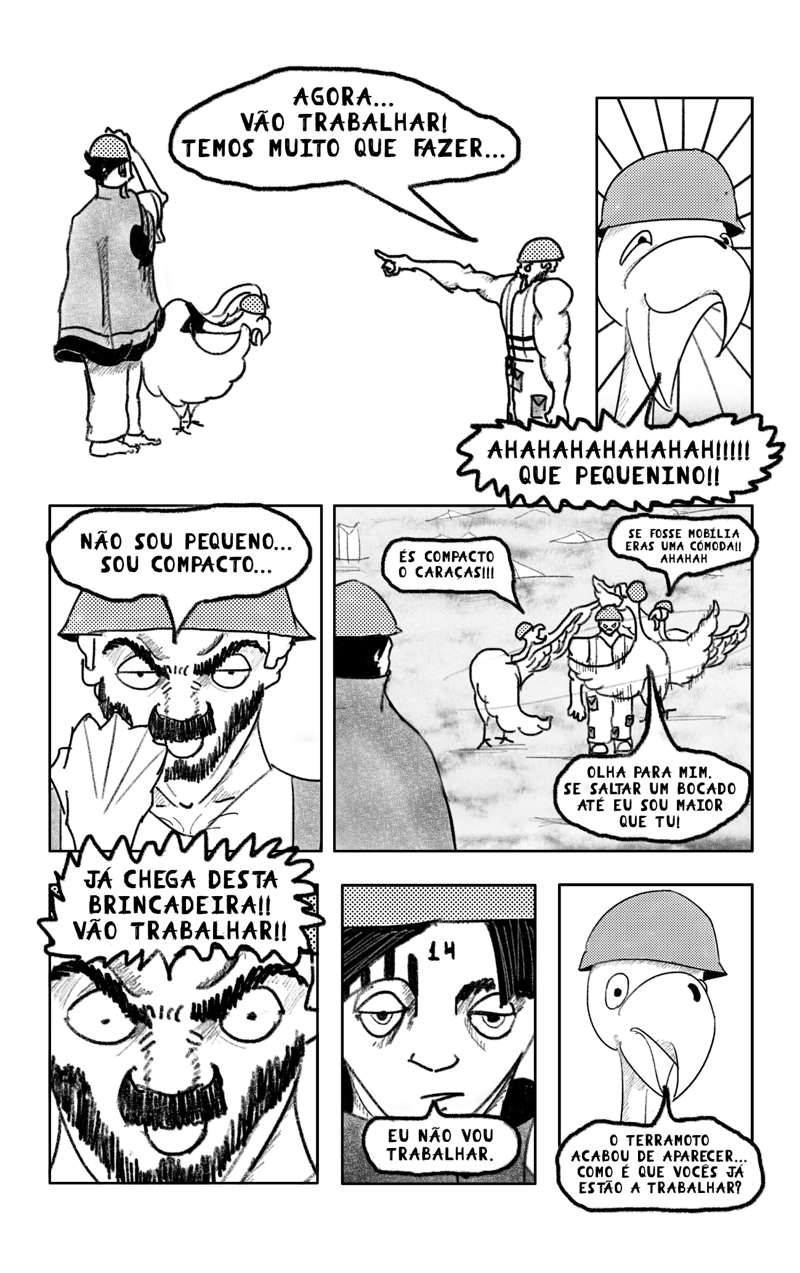 AGORA...
VÃO TRABALHAR!
TEMOS MUITO QUE FAZER...
AHAHAHAHAHAHAH!!!!!
QUE PEQUENINO!!
NÃO SOU PEQUENO...
SOU COMPACTO...
ÉS COMPACTO
O CARAÇAS!!!
SE FOSSE MOBÍLIA
ERAS UMA CÓMODA!!
AHAHAH
OLHA PARA MIM.
SE SALTAR UM BOCADO
ATÉ EU SOU MAIOR
QUE TU!
JÁ CHEGA DESTA
BRINCADEIRA!!
VÃO TRABALHAR!!
14
EU NÃO VOU
TRABALHAR.
O TERRAMOTO
ACABOU DE APARECER...
COMO É QUE VOCÊS JÁ
ESTÃO A TRABALHAR?